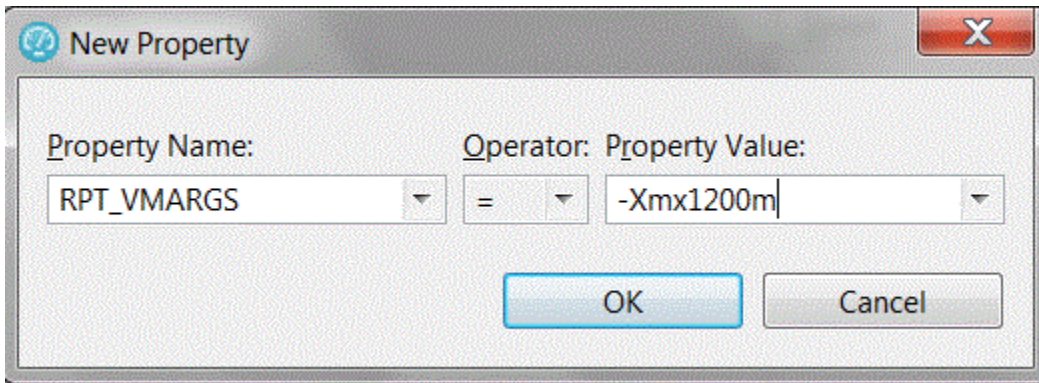 New Property
Property Name: Operator: Property Value:
RPT_VMARGS = -Xmx1200m
OK Cancel